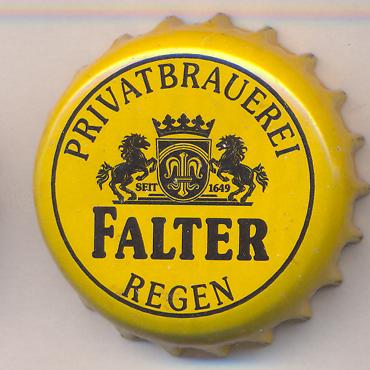 PRIVATBRAUEREI
SEIT 1649
FALTER
REGEN